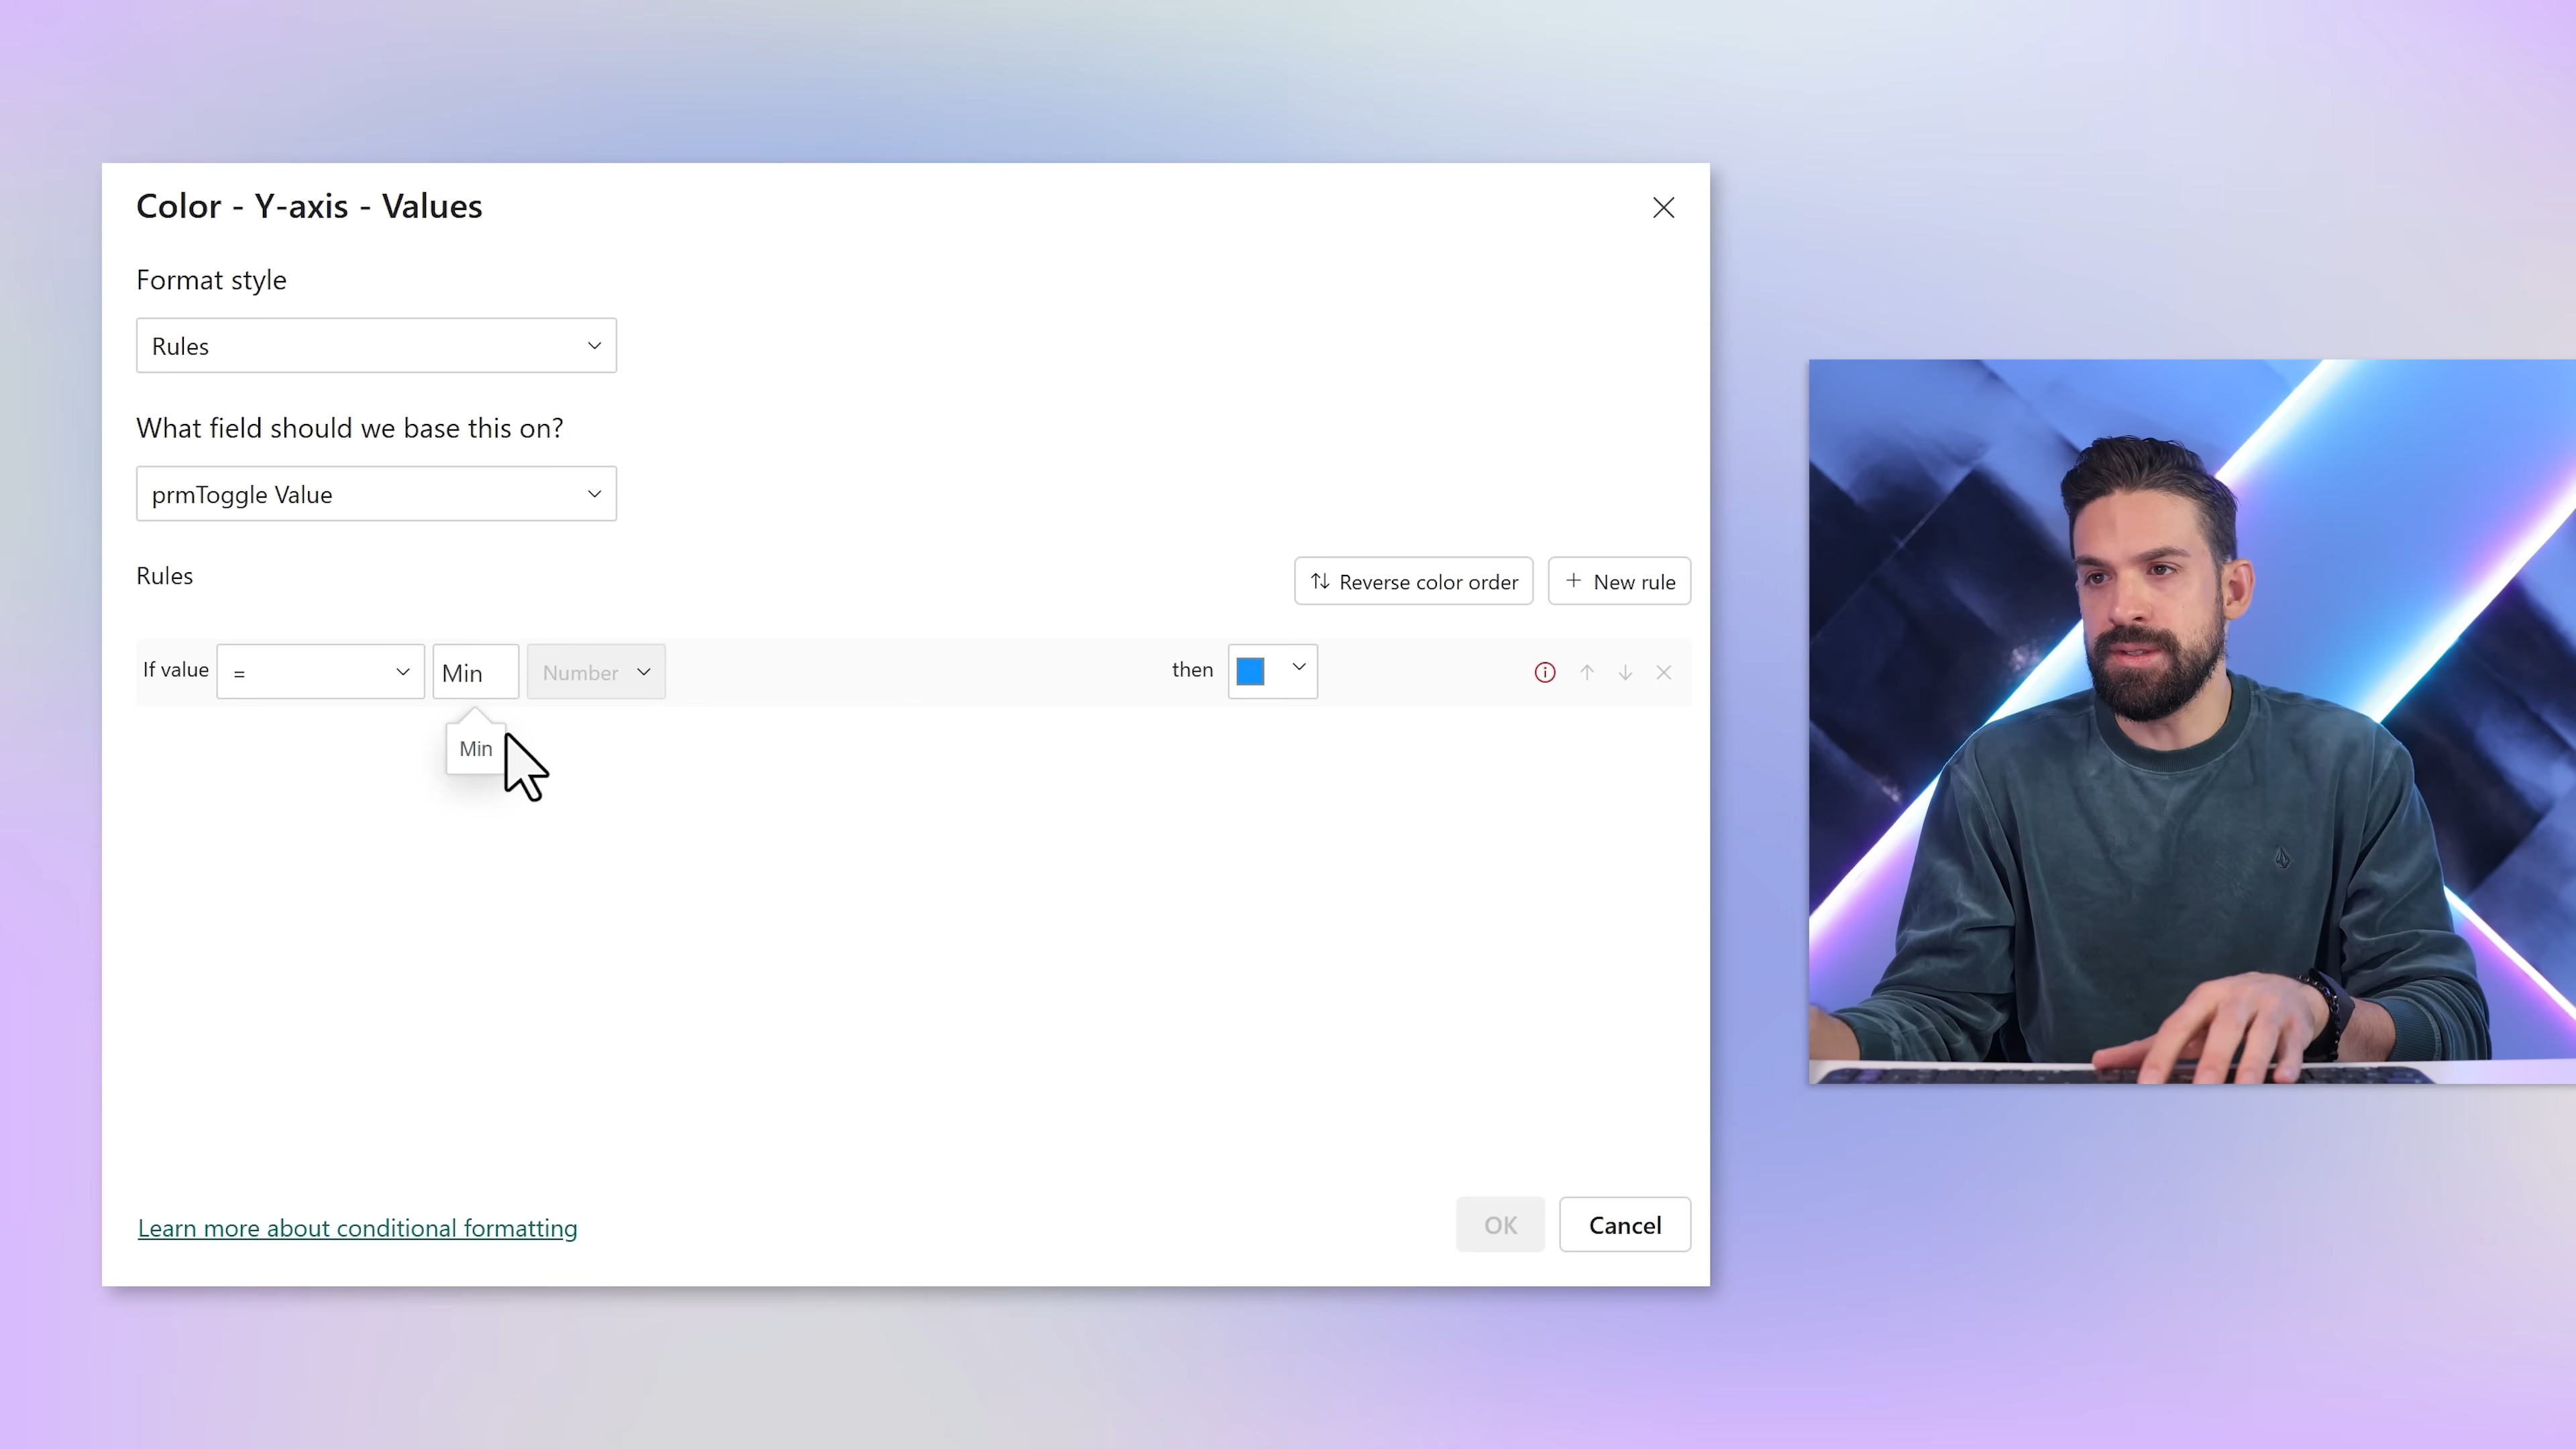 Color - Y-axis - Values
Format style
Rules
What field should we base this on?
prmToggle Value
Rules
Reverse color order
New rule
If value = Min Number then
Min
Learn more about conditional formatting
OK
Cancel